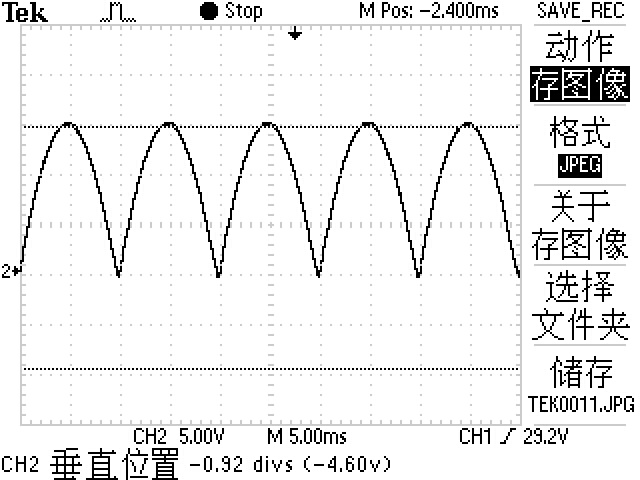 Tek Stop M Pos: -2.400ms SAVE_REC
动作
存图像
格式
JPEG
关于
存图像
2
选择
文件夹
储存
TEK0011.JPG
CH2 5.00V M 5.00ms CH1 29.2V
CH2 垂直位置 -0.92 divs (-4.60v)